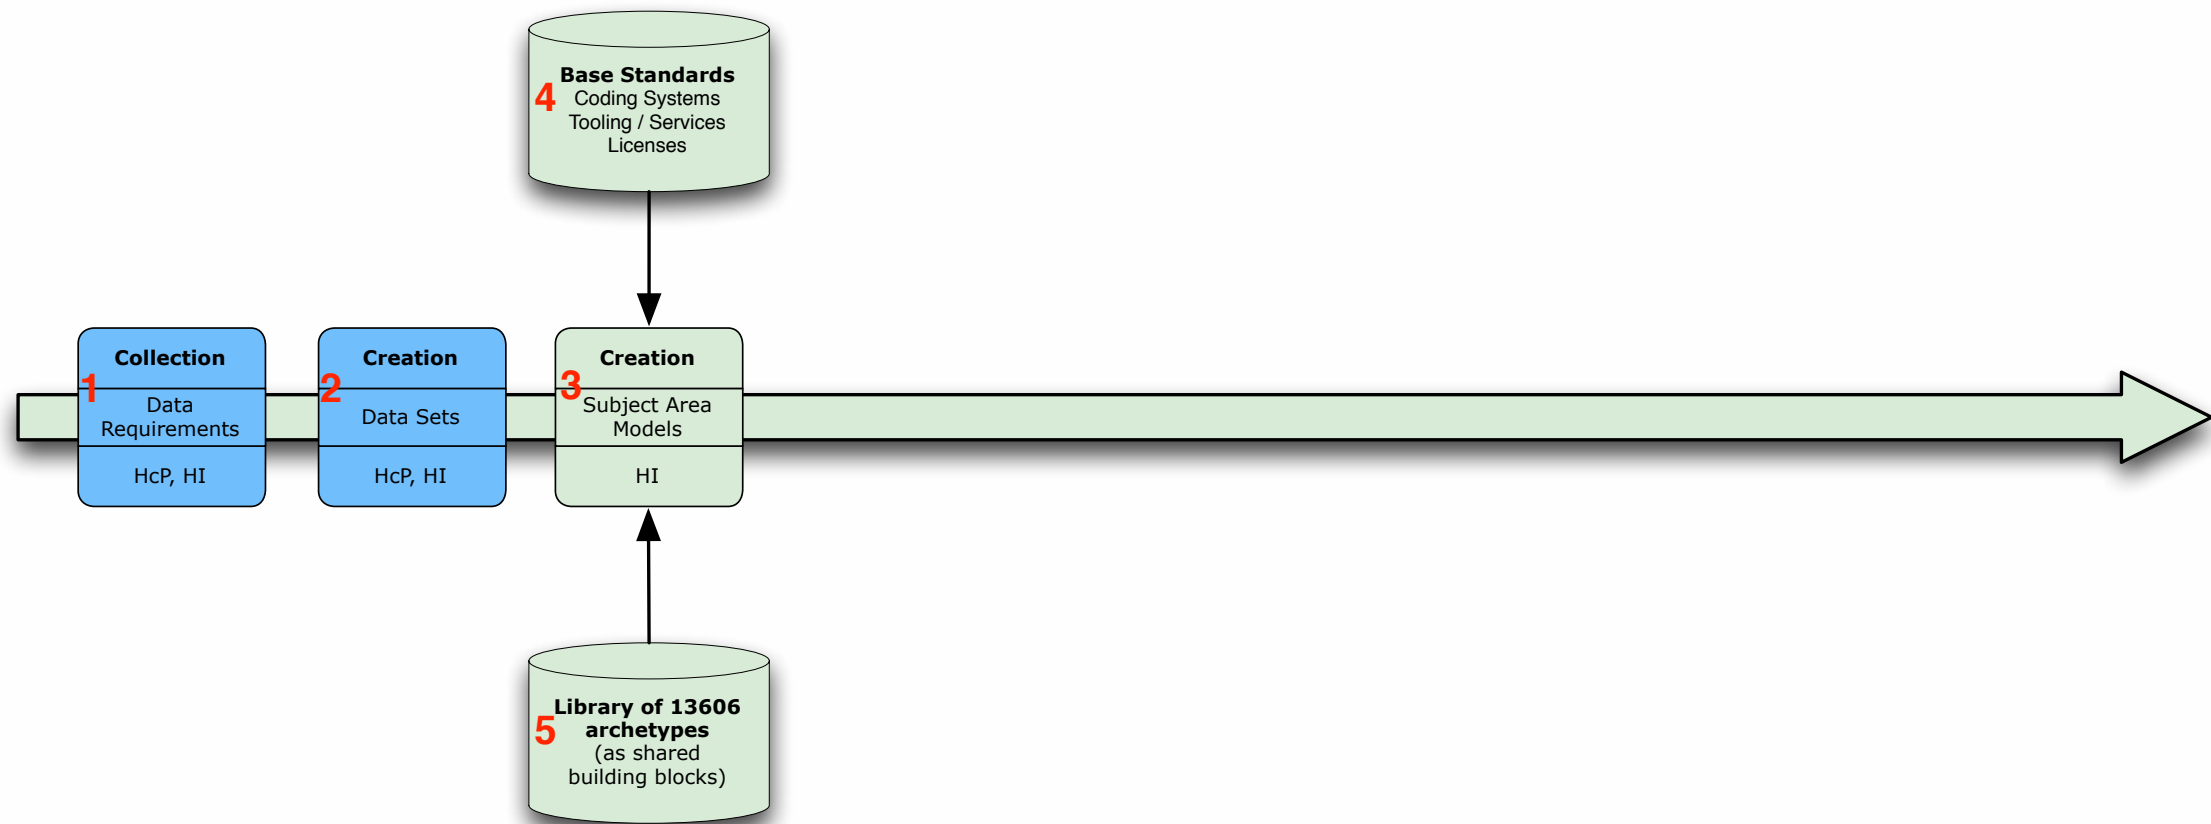 4
Base Standards
Coding Systems
Tooling / Services
Licenses
1
Collection
Data
Requirements
HcP, HI
2
Creation
Data Sets
HcP, HI
3
Creation
Subject Area
Models
HI
5
Library of 13606
archetypes
(as shared
building blocks)